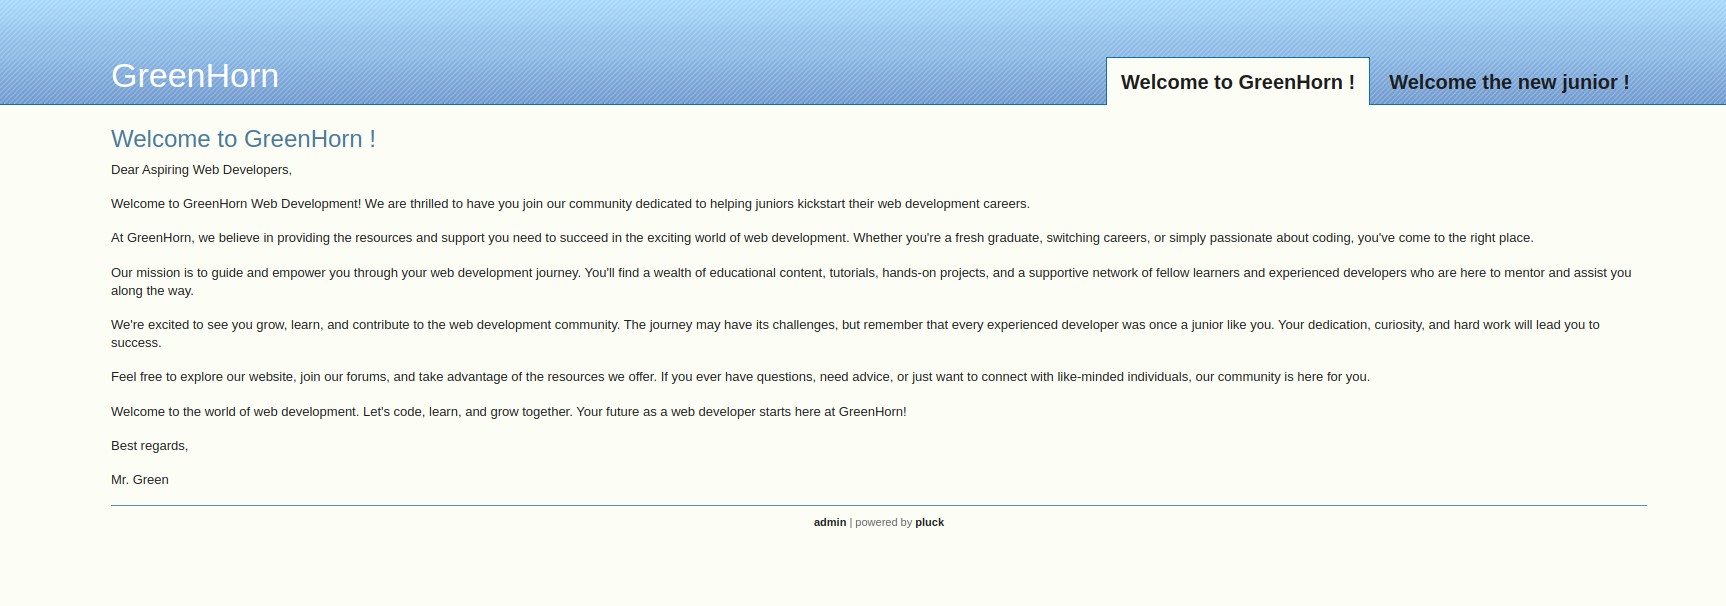 GreenHorn
Welcome to GreenHorn !
Welcome the new junior !
Welcome to GreenHorn !
Dear Aspiring Web Developers,
Welcome to GreenHorn Web Development! We are thrilled to have you join our community dedicated to helping juniors kickstart their web development careers.
At GreenHorn, we believe in providing the resources and support you need to succeed in the exciting world of web development. Whether you're a fresh graduate, switching careers, or simply passionate about coding, you've come to the right place.
Our mission is to guide and empower you through your web development journey. You'll find a wealth of educational content, tutorials, hands-on projects, and a supportive network of fellow learners and experienced developers who are here to mentor and assist you
along the way.
We're excited to see you grow, learn, and contribute to the web development community. The journey may have its challenges, but remember that every experienced developer was once a junior like you. Your dedication, curiosity, and hard work will lead you to
success.
Feel free to explore our website, join our forums, and take advantage of the resources we offer. If you ever have questions, need advice, or just want to connect with like-minded individuals, our community is here for you.
Welcome to the world of web development. Let's code, learn, and grow together. Your future as a web developer starts here at GreenHorn!
Best regards,
Mr. Green
admin | powered by pluck